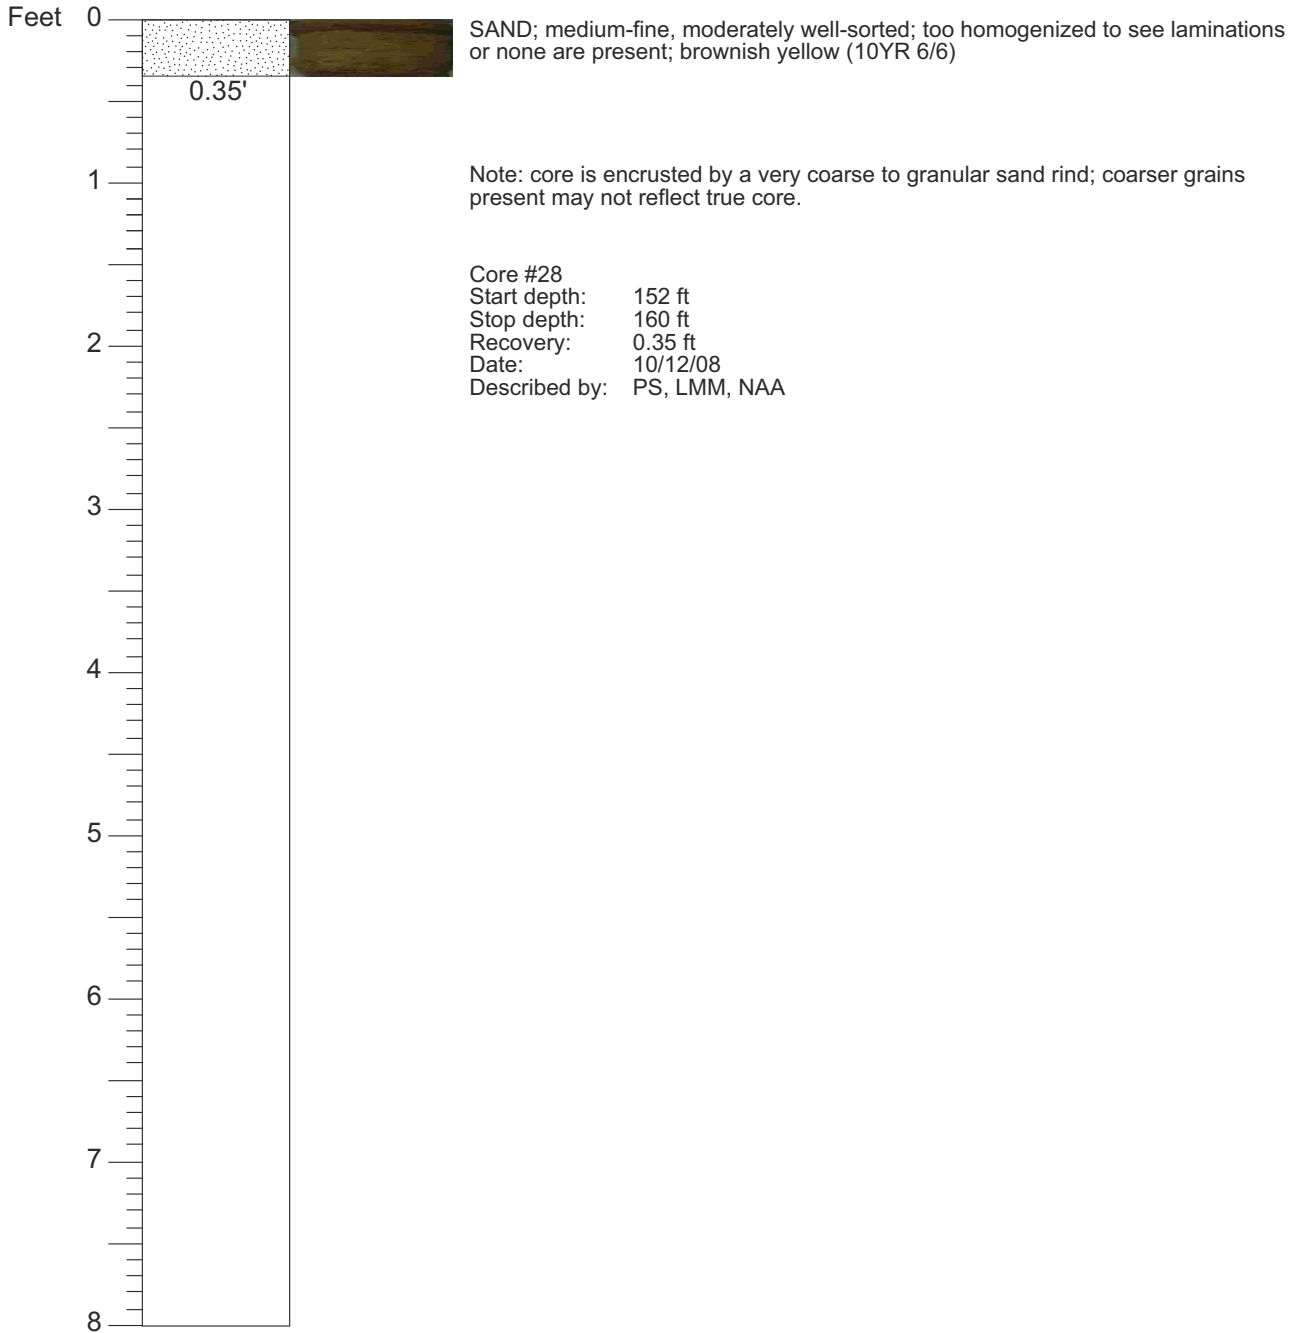 Feet 0
SAND; medium-fine, moderately well-sorted; too homogenized to see laminations
or none are present; brownish yellow (10YR 6/6)
0.35'
1
Note: core is encrusted by a very coarse to granular sand rind; coarser grains
present may not reflect true core.
Core #28
Start depth: 152 ft
Stop depth: 160 ft
Recovery: 0.35 ft
Date: 10/12/08
Described by: PS, LMM, NAA
2
3
4
5
6
7
8